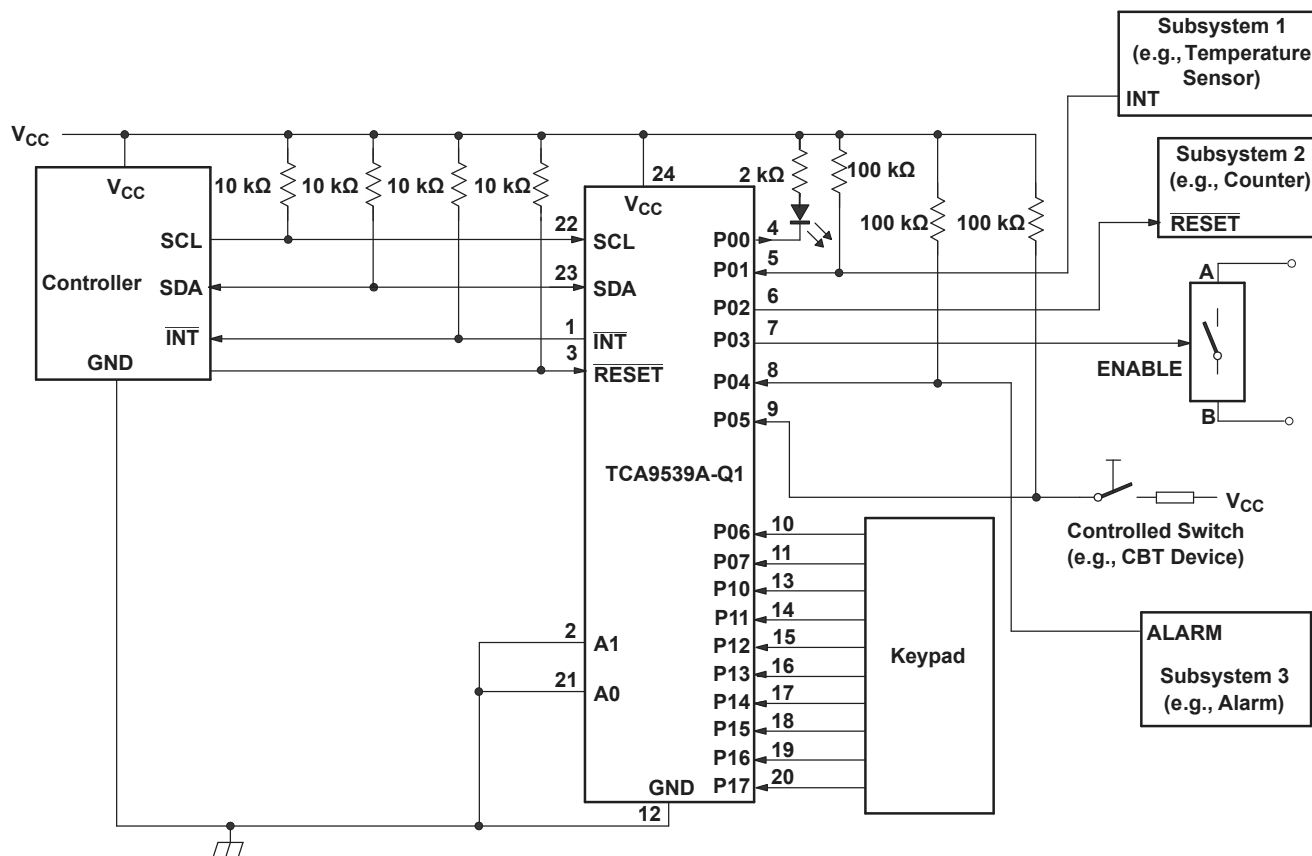 Subsystem 1
(e.g., Temperature
Sensor)
INT
VCC
Subsystem 2
(e.g., Counter)
RESET
10 kΩ
10 kΩ
10 kΩ
10 kΩ
24
2 kΩ
100 kΩ
100 kΩ
100 kΩ
VCC
VCC
SCL
22
SCL
P00
4
Controller
SDA
23
SDA
P01
5
A
P02
6
INT
1
INT
P03
7
ENABLE
GND
3
RESET
P04
8
B
P05
9
TCA9539A-Q1
VCC
Controlled Switch
(e.g., CBT Device)
P06
10
P07
11
P10
13
P11
14
P12
15
P13
16
P14
17
P15
18
P16
19
P17
20
Keypad
ALARM
Subsystem 3
(e.g., Alarm)
2
A1
21
A0
GND
12